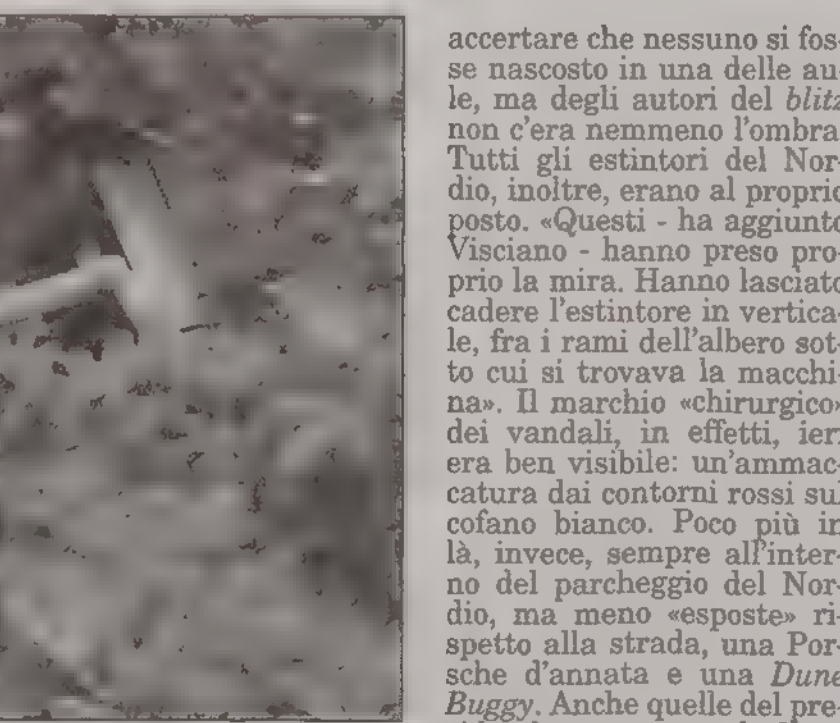 accertare che nessuno si fos-
se nascosto in una delle au-
le, ma degli autori del blitz
non c'era nemmeno l'ombra.
Tutti gli estintori del Nor-
dio, inoltre, erano al proprio
posto. «Questi - ha aggiunto
Visciano - hanno preso pro-
prio la mira. Hanno lasciato
cadere l'estintore in vertica-
le, fra i rami dell'albero sot-
to cui si trovava la macchi-
na». Il marchio «chirurgico»
dei vandali, in effetti, ieri
era ben visibile: un'ammac-
catura dai contorni rossi sul
cofano bianco. Poco più in
là, invece, sempre all'inter-
no del parcheggio del Nor-
dio, ma meno «esposte» ri-
spetto alla strada, una Por-
sche d'annata e una Dune
Buggy. Anche quelle del pre-